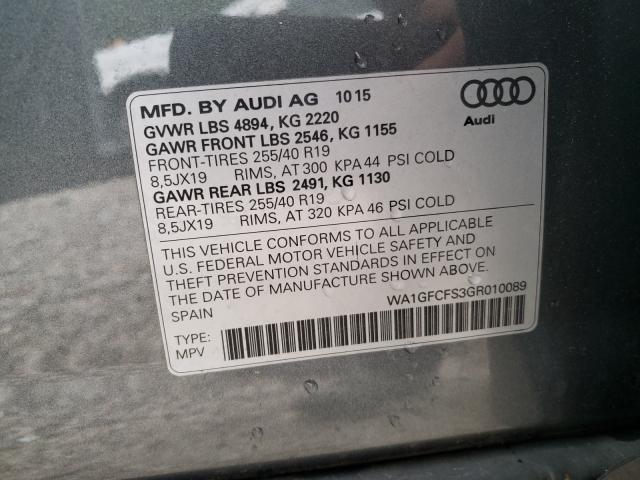 MFD. BY AUDI AG 10 15
GVWR LBS 4894, KG 2220
GAWR FRONT LBS 2546, KG 1155
FRONT-TIRES 255/40 R19
8,5JX19 RIMS, AT 300 KPA 44 PSI COLD
GAWR REAR LBS 2491, KG 1130
REAR-TIRES 255/40 R19
8,5JX19 RIMS, AT 320 KPA 46 PSI COLD
Audi
THIS VEHICLE CONFORMS TO ALL APPLICABLE
U.S. FEDERAL MOTOR VEHICLE SAFETY AND
THEFT PREVENTION STANDARDS IN EFFECT ON
THE DATE OF MANUFACTURE SHOWN ABOVE.
SPAIN
WA1GFCFS3GR010089
TYPE:
MPV